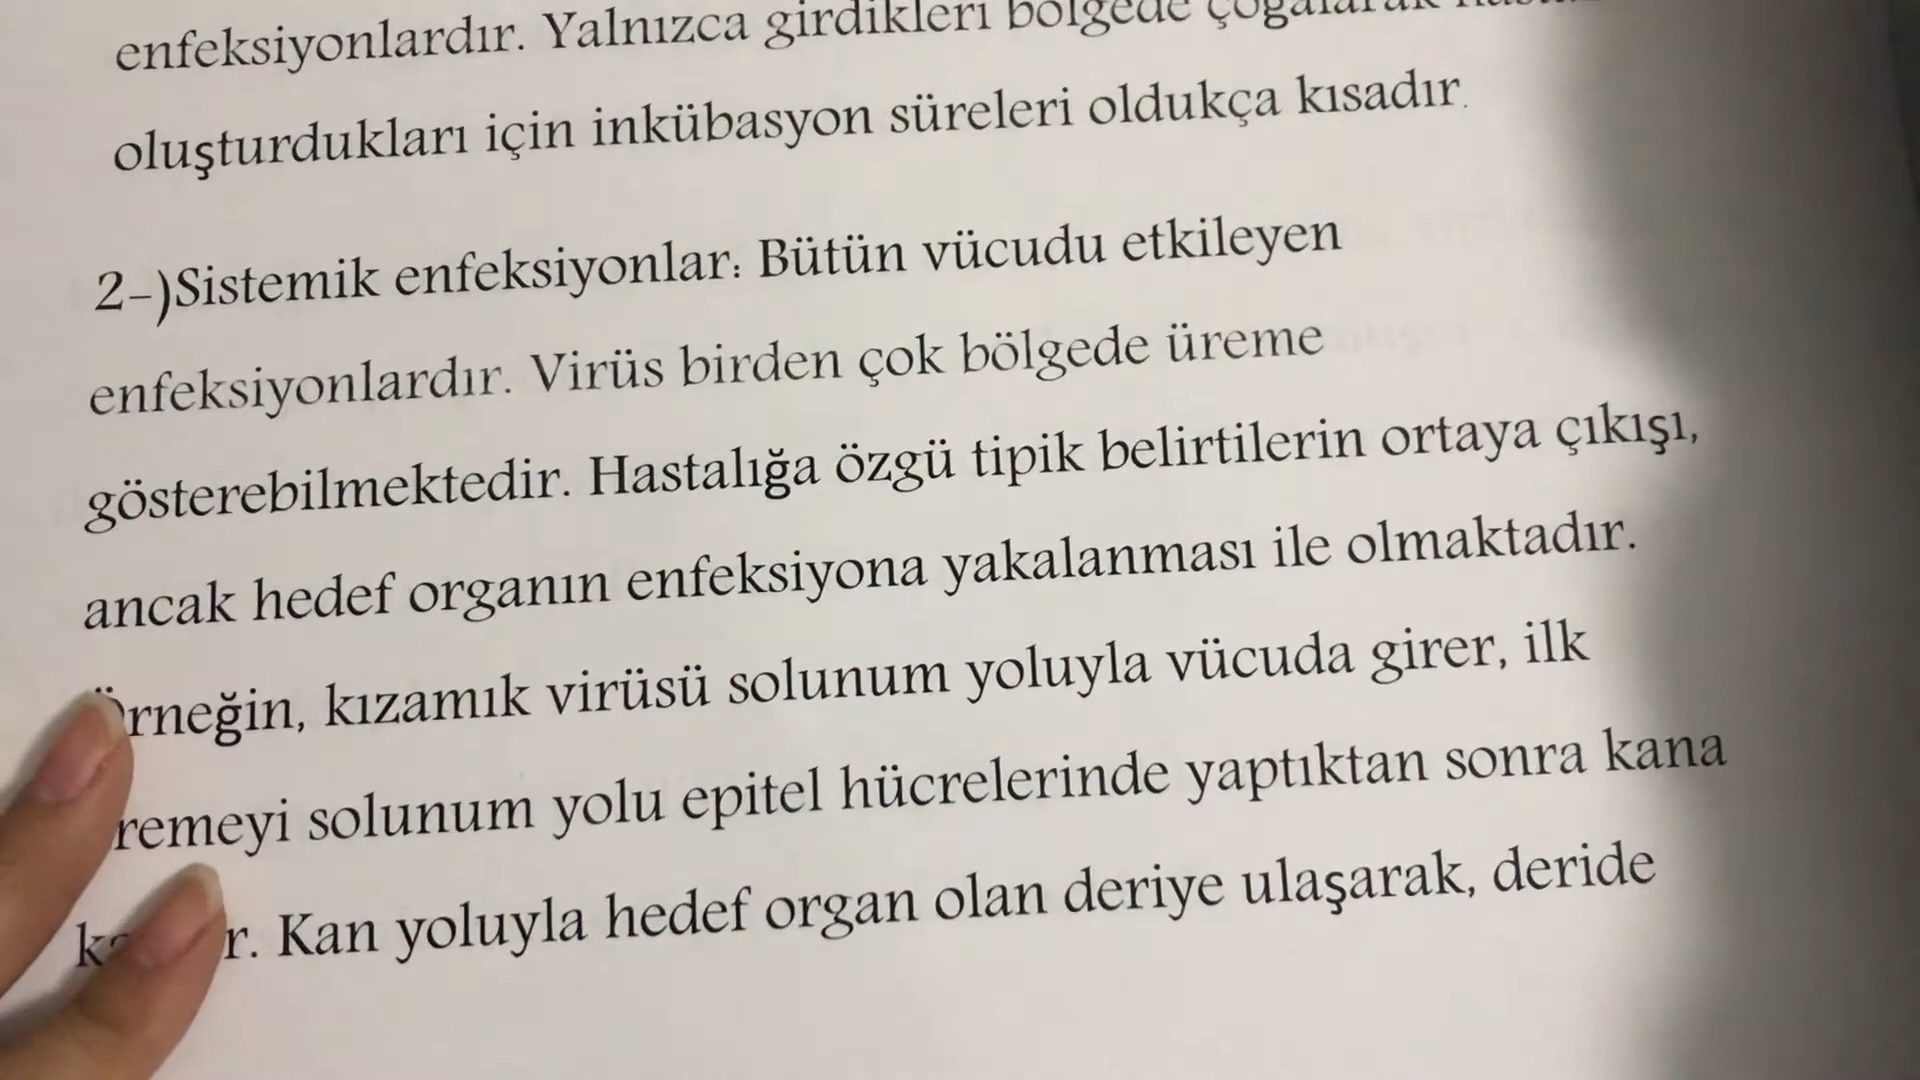 enfeksiyonlardır. Yalnızca girdikleri bölgede çoğalarak
oluşturdukları için inkübasyon süreleri oldukça kısadır.
2-)Sistemik enfeksiyonlar: Bütün vücudu etkileyen
enfeksiyonlardır. Virüs birden çok bölgede üreme
gösterebilmektedir. Hastalığa özgü tipik belirtilerin ortaya çıkışı,
ancak hedef organın enfeksiyona yakalanması ile olmaktadır.
Örneğin, kızamık virüsü solunum yoluyla vücuda girer, ilk
solunum yolu epitel hücrelerinde yaptıktan sonra kana
Kan yoluyla hedef organ olan deriye ulaşarak, deride